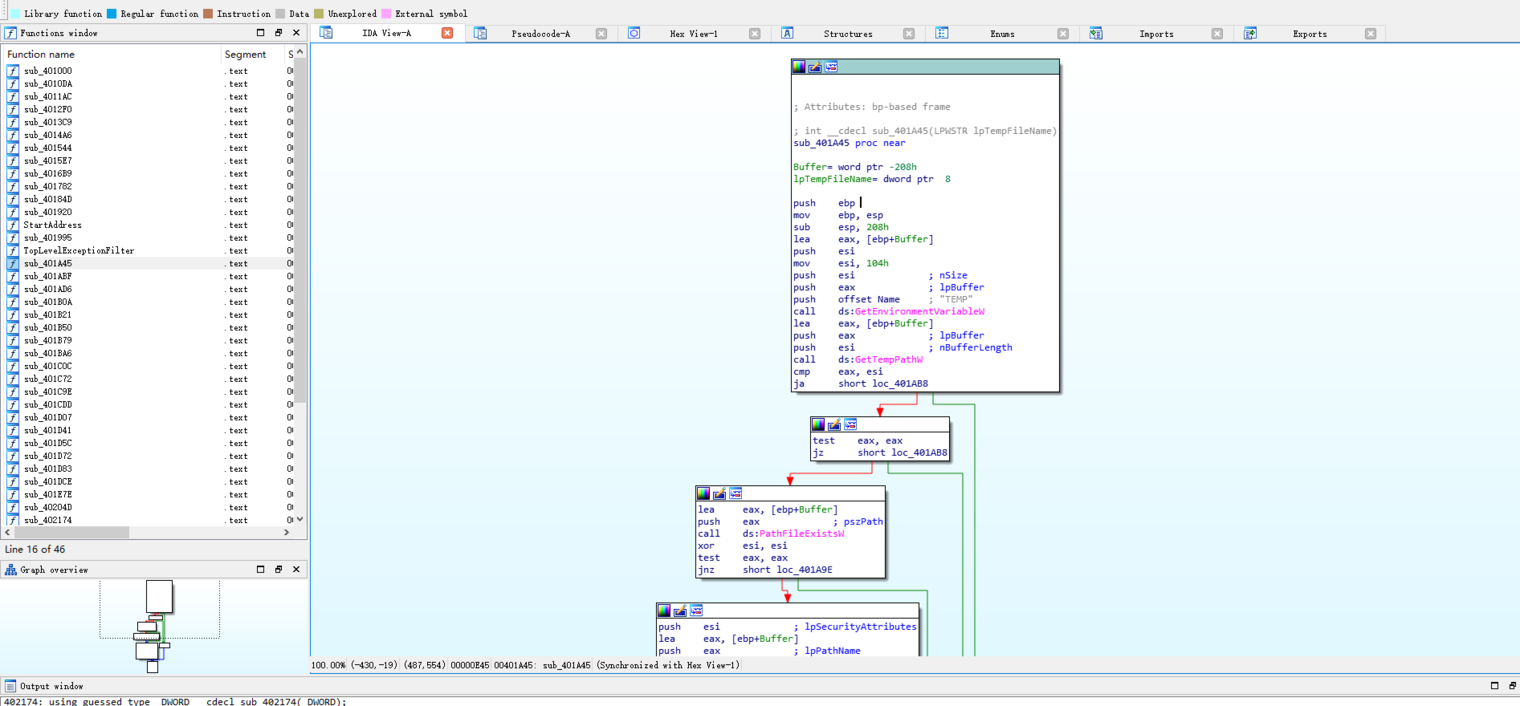 Library function Regular function Instruction Data Unexplored External symbol
Functions window
IDA View-A Pseudocode-A Hex View-1 Structures Enums Imports Exports
Function name Segment S
sub_401000 .text 0
sub_4010DA .text 0
sub_4011AC .text 0
sub_4012F0 .text 0
sub_4013C9 .text 0
sub_4014A6 .text 0
sub_401544 .text 0
sub_4015E7 .text 0
sub_4016B9 .text 0
sub_401782 .text 0
sub_40184D .text 0
sub_401920 .text 0
StartAddress .text 0
sub_401995 .text 0
TopLevelExceptionFilter .text 0
sub_401A45 .text 0
sub_401ABF .text 0
sub_401AD6 .text 0
sub_401B0A .text 0
sub_401B21 .text 0
sub_401B50 .text 0
sub_401B79 .text 0
sub_401BA6 .text 0
sub_401C0C .text 0
sub_401C72 .text 0
sub_401C9E .text 0
sub_401CDD .text 0
sub_401D07 .text 0
sub_401D41 .text 0
sub_401D5C .text 0
sub_401D72 .text 0
sub_401D83 .text 0
sub_401DCE .text 0
sub_401E7E .text 0
sub_40204D .text 0
sub_402174 .text 0
Line 16 of 46
Graph overview
; Attributes: bp-based frame
; int __cdecl sub_401A45(LPWSTR lpTempFileName)
sub_401A45 proc near
Buffer= word ptr -208h
lpTempFileName= dword ptr 8
push ebp
mov ebp, esp
sub esp, 208h
lea eax, [ebp+Buffer]
push esi
mov esi, 104h
push esi ; nSize
push eax ; lpBuffer
push offset Name ; "TEMP"
call ds:GetEnvironmentVariableW
lea eax, [ebp+Buffer]
push eax ; lpBuffer
push esi ; nBufferLength
call ds:GetTempPathW
cmp eax, esi
ja short loc_401AB8
test eax, eax
jz short loc_401AB8
lea eax, [ebp+Buffer]
push eax ; pszPath
call ds:PathFileExistsW
xor esi, esi
test eax, eax
jnz short loc_401A9E
push esi ; lpSecurityAttributes
lea eax, [ebp+Buffer]
push eax ; lpPathName
100.00% (-430,-19) (487,554) 00000E45 00401A45: sub_401A45 (Synchronized with Hex View-1)
Output window
402174: using guessed type _DWORD __cdecl sub_402174(_DWORD);